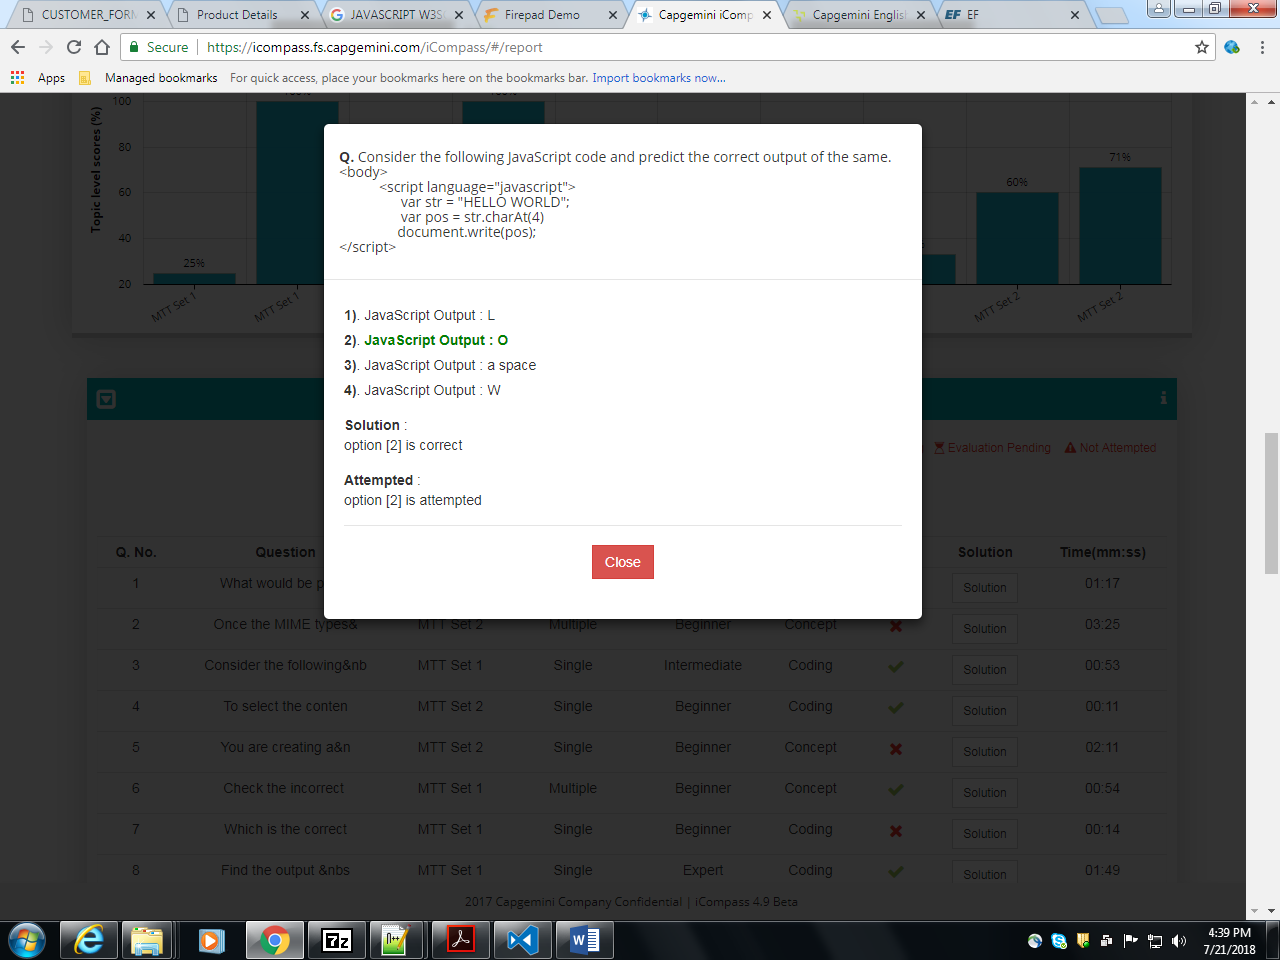 CUSTOMER_FORM
Product Details
JAVASCRIPT W3S
Firepad Demo
Capgemini iComp
Capgemini English
EF EF
Secure https://icompass.fs.capgemini.com/iCompass/#/report
Apps Managed bookmarks For quick access, place your bookmarks here on the bookmarks bar. Import bookmarks now...
Topic level scores (%)
100
80
60
40
20
25%
60%
71%
MTT Set 1
MTT Set 1
MTT Set 2
MTT Set 2
Q. Consider the following JavaScript code and predict the correct output of the same.
<body>
<script language="javascript">
var str = "HELLO WORLD";
var pos = str.charAt(4)
document.write(pos);
</script>
1). JavaScript Output : L
2). JavaScript Output : O
3). JavaScript Output : a space
4). JavaScript Output : W
Solution :
option [2] is correct
Attempted :
option [2] is attempted
Close
Evaluation Pending Not Attempted
Q. No. Question Solution Time(mm:ss)
1 What would be p Solution 01:17
2 Once the MIME types& MTT Set 2 Multiple Beginner Concept Solution 03:25
3 Consider the following&nb MTT Set 1 Single Intermediate Coding Solution 00:53
4 To select the conten MTT Set 2 Single Beginner Coding Solution 00:11
5 You are creating a&n MTT Set 2 Single Beginner Concept Solution 02:11
6 Check the incorrect MTT Set 1 Multiple Beginner Concept Solution 00:54
7 Which is the correct MTT Set 1 Single Beginner Coding Solution 00:14
8 Find the output &nbs MTT Set 1 Single Expert Coding Solution 01:49
2017 Capgemini Company Confidential | iCompass 4.9 Beta
4:39 PM
7/21/2018